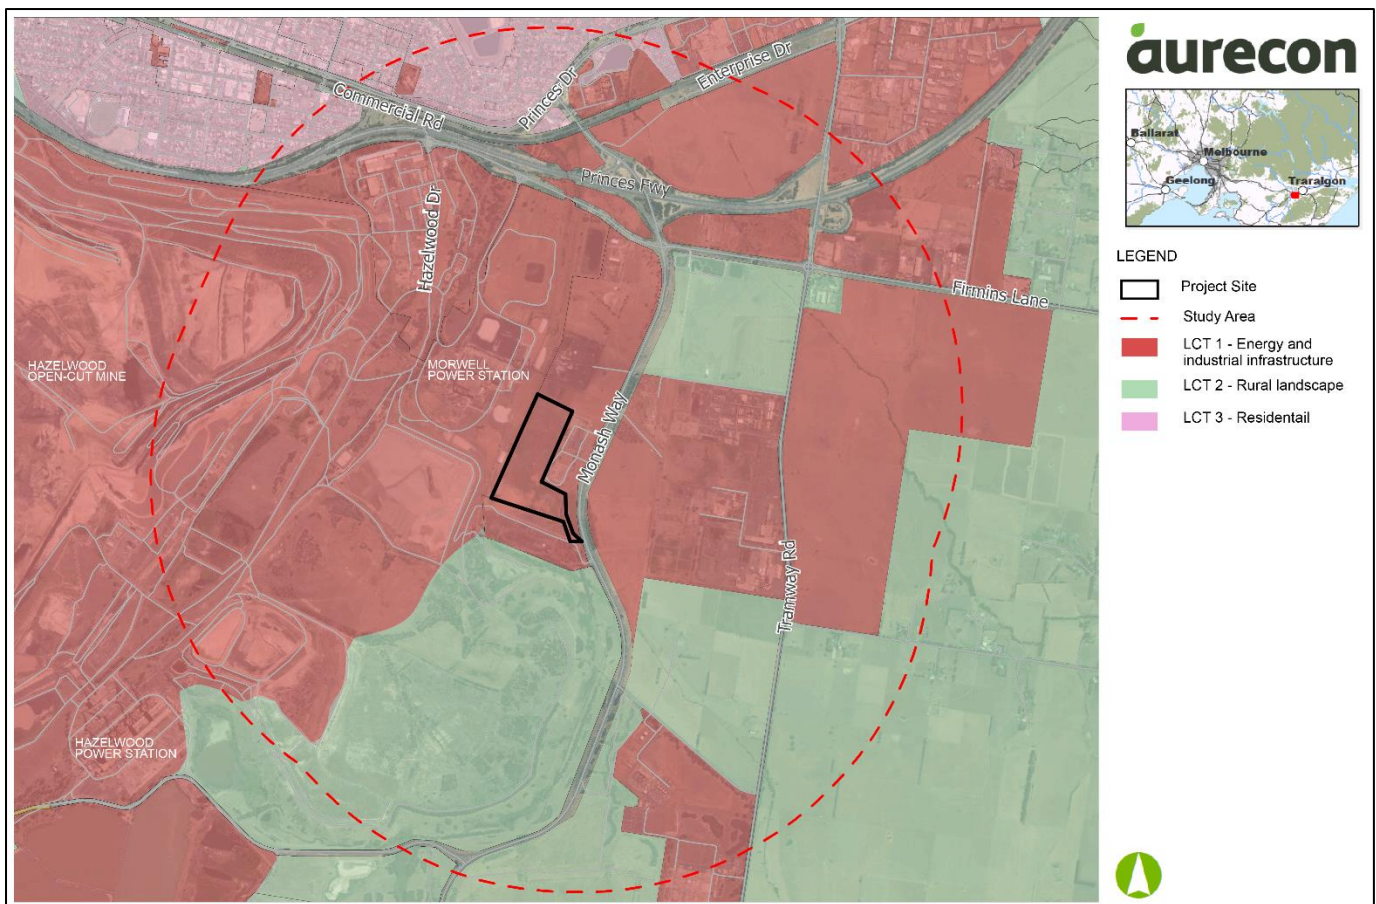 aurecon
Ballarat
Melbourne
Geelong
Traralgon
LEGEND
Project Site
Study Area
LCT 1 - Energy and
industrial infrastructure
LCT 2 - Rural landscape
LCT 3 - Residentail
Commercial Rd
Princes Dr
Enterprise Dr
Princes Fwy
Hazelwood Dr
Firmins Lane
HAZELWOOD
OPEN-CUT MINE
MORWELL
POWER STATION
Monash Way
Tramway Rd
HAZELWOOD
POWER STATION